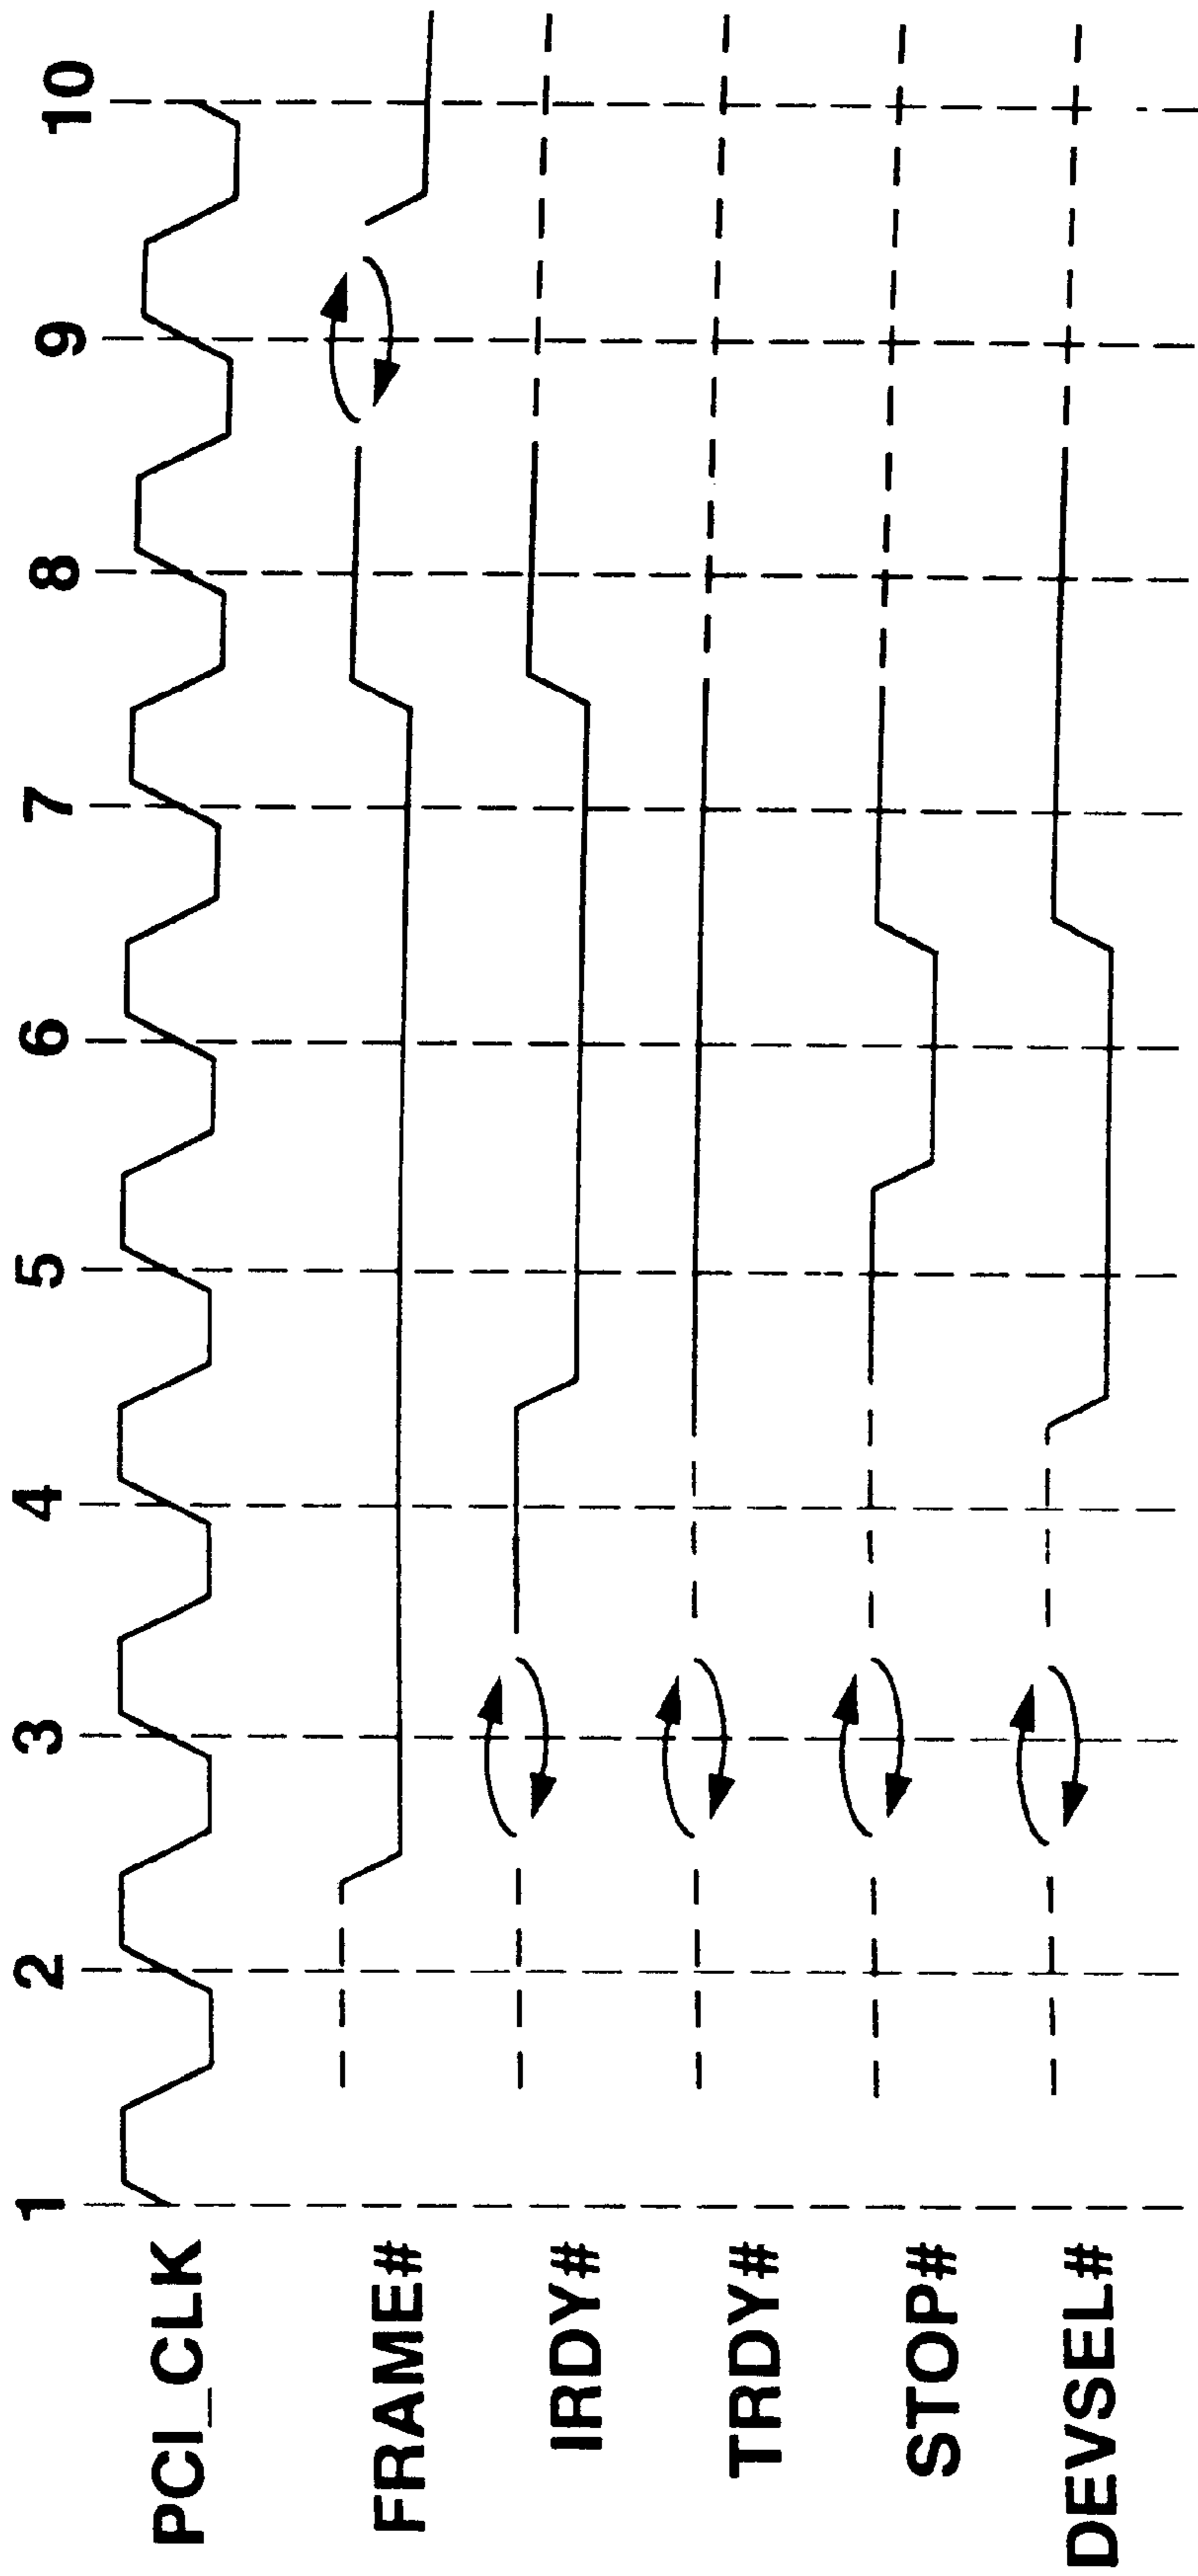 1 2 3 4 5 6 7 8 9 10
PCI_CLK
FRAME#
IRDY#
TRDY#
STOP#
DEVSEL#